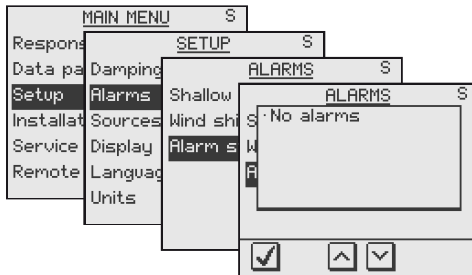 MAIN MENU S
Respons
Data pa
Setup
Installat
Service
Remote
SETUP S
Damping
Alarms
Sources
Display
Languag
Units
ALARMS S
Shallow
Wind shi
Alarm s
ALARMS S
S
W
A
No alarms